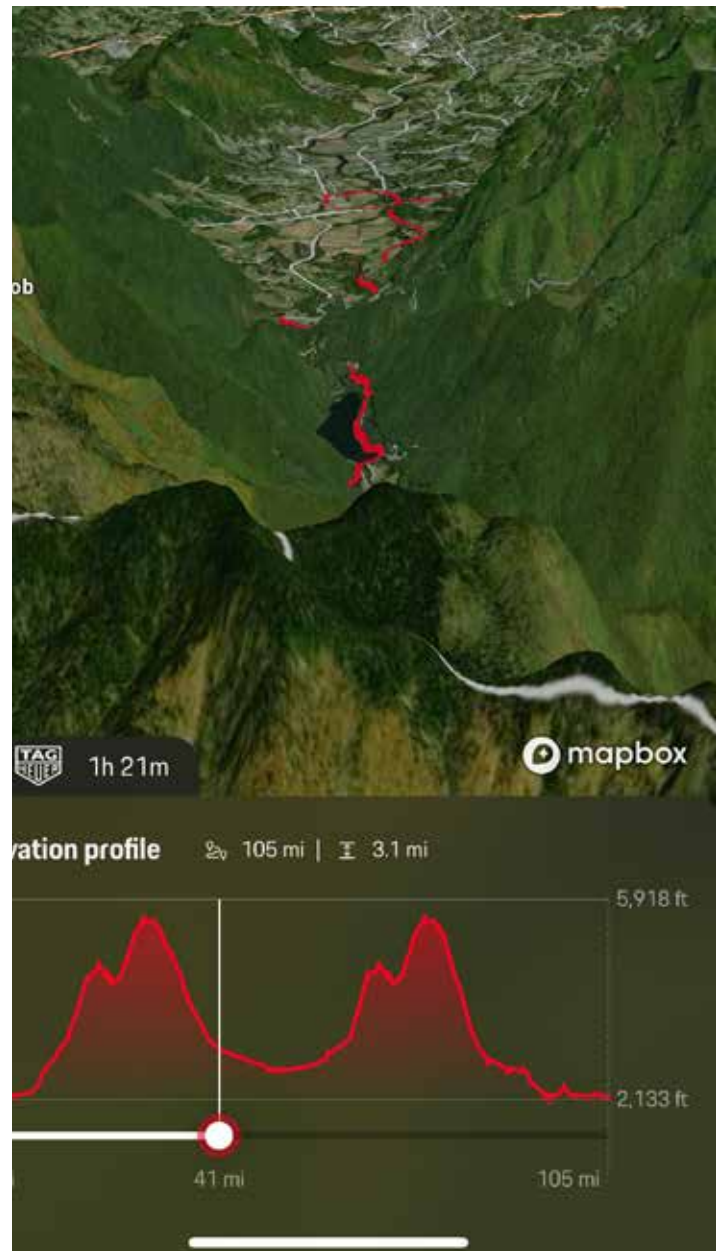 ob
TAG
HEUER
1h 21m
mapbox
vation profile
105 mi | 3.1 mi
5,918 ft
2,133 ft
41 mi
105 mi